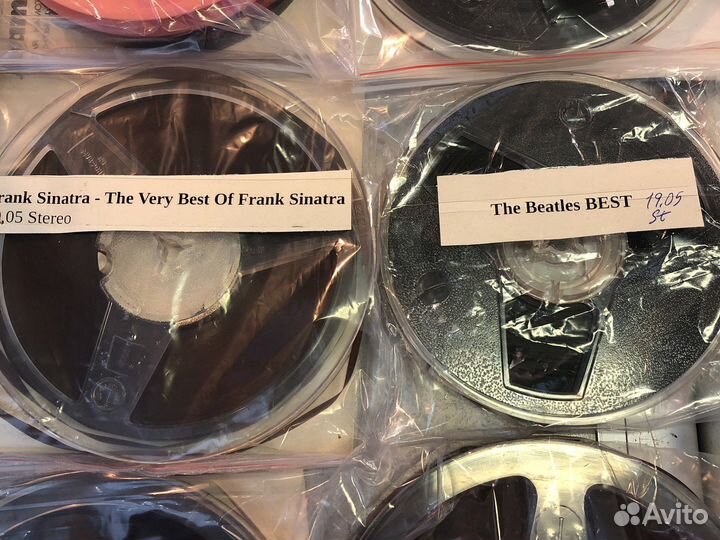 rank Sinatra - The Very Best Of Frank Sinatra
,05 Stereo
The Beatles BEST
19,05
St
Avito